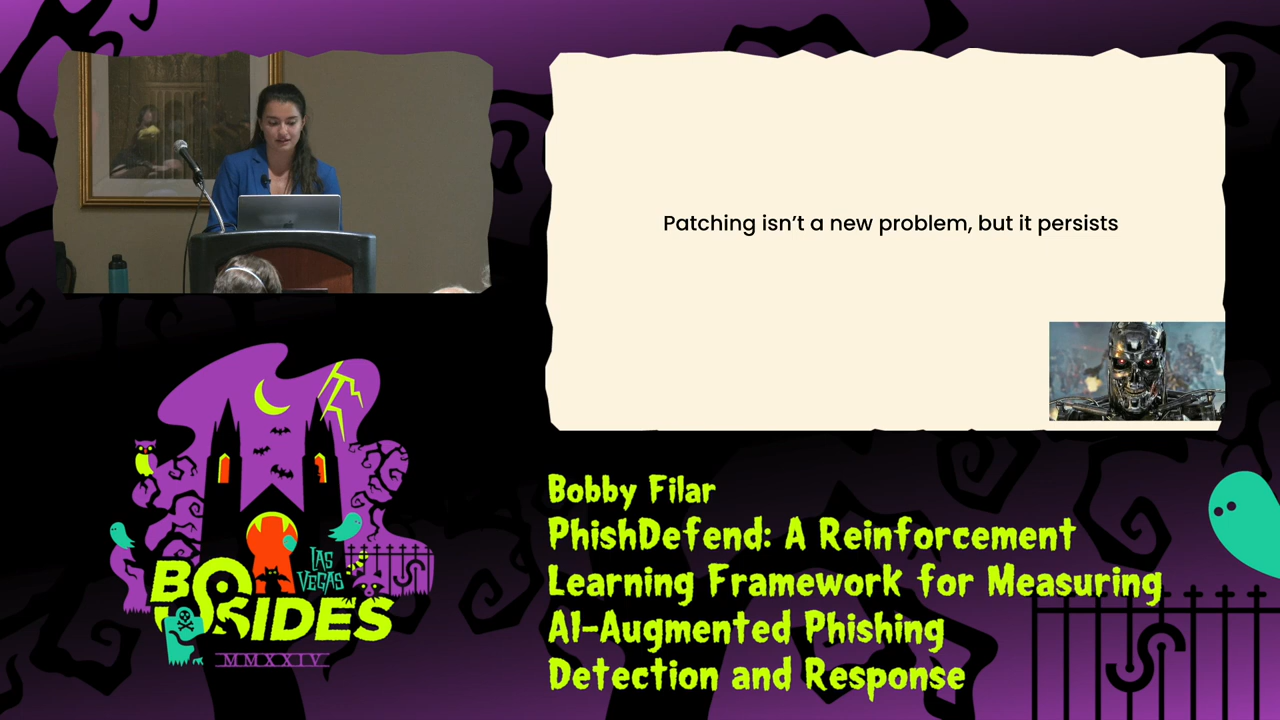 Patching isn't a new problem, but it persists
Bobby Filar
PhishDefend: A Reinforcement
Learning Framework for Measuring
AI-Augmented Phishing
Detection and Response
LAS
VEGAS
BSIDES
MMXXIV